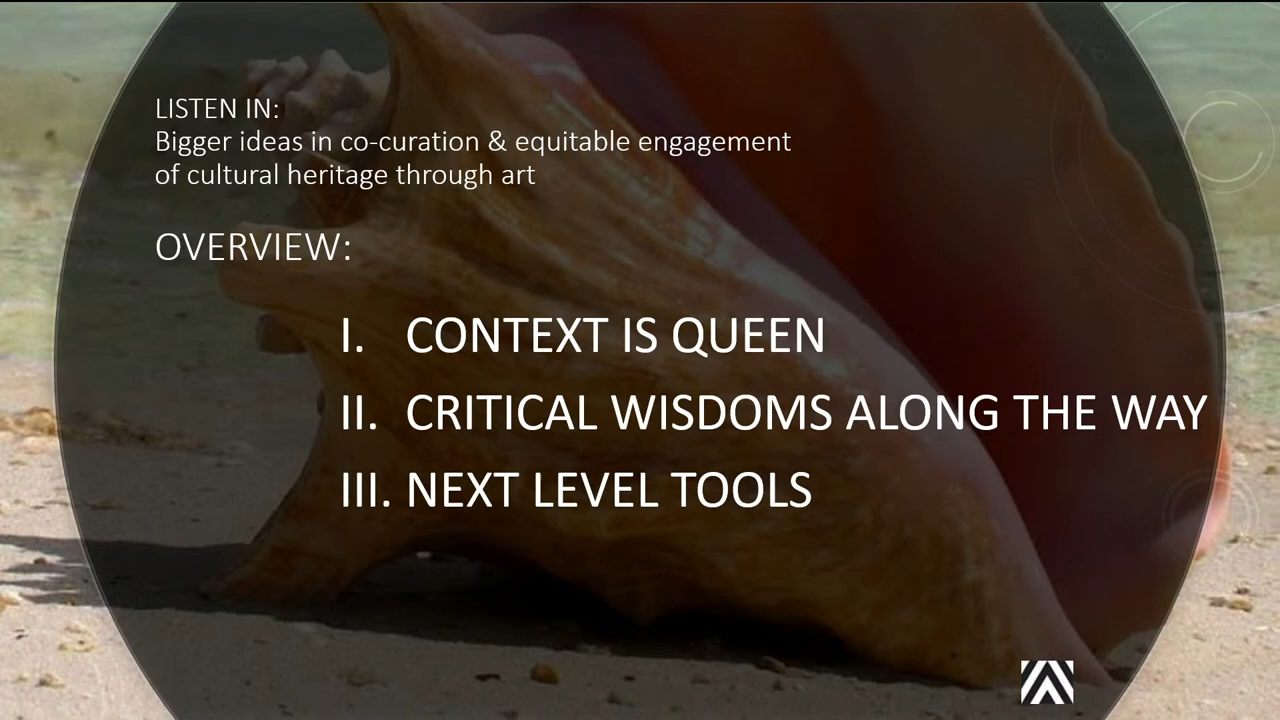 LISTEN IN:
Bigger ideas in co-curation & equitable engagement
of cultural heritage through art
OVERVIEW:
I. CONTEXT IS QUEEN
II. CRITICAL WISDOMS ALONG THE WAY
III. NEXT LEVEL TOOLS